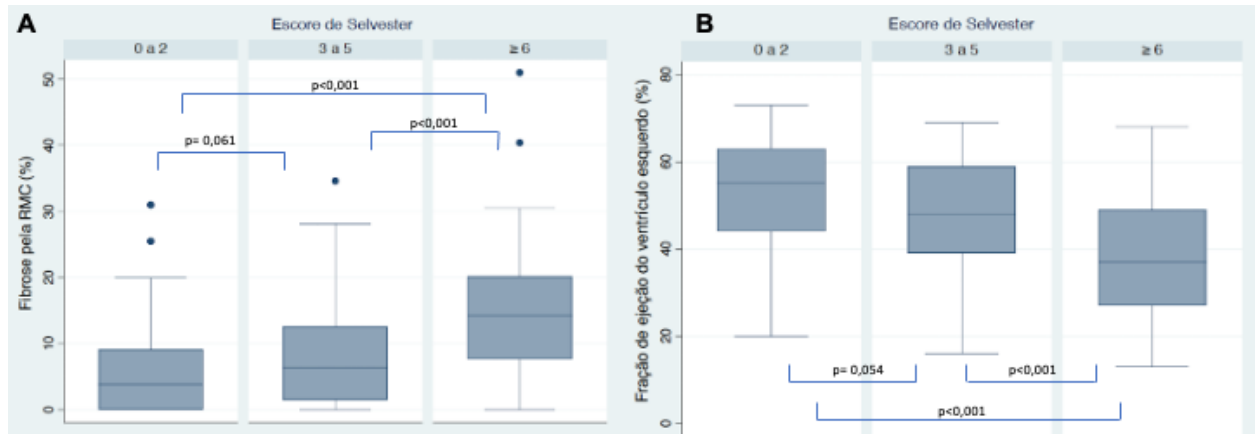 A
Escore de Selvester
0 a 2
3 a 5
≥ 6
Fibrose pela RMC (%)
50
40
30
20
10
0
p<0,001
p<0,001
p= 0,061
B
Escore de Selvester
0 a 2
3 a 5
≥ 6
Fração de ejeção do ventrículo esquerdo (%)
80
60
40
20
0
p= 0,054
p<0,001
p<0,001